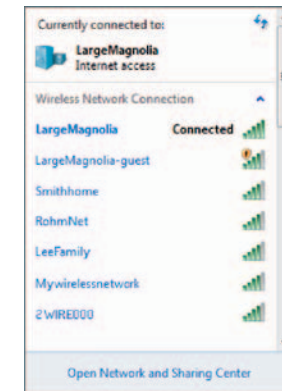 Currently connected to:
LargeMagnolia
Internet access
Wireless Network Connection
LargeMagnolia Connected
LargeMagnolia-guest
Smithhome
RohmNet
LeeFamily
Mywirelessnetwork
2WIRE000
Open Network and Sharing Center